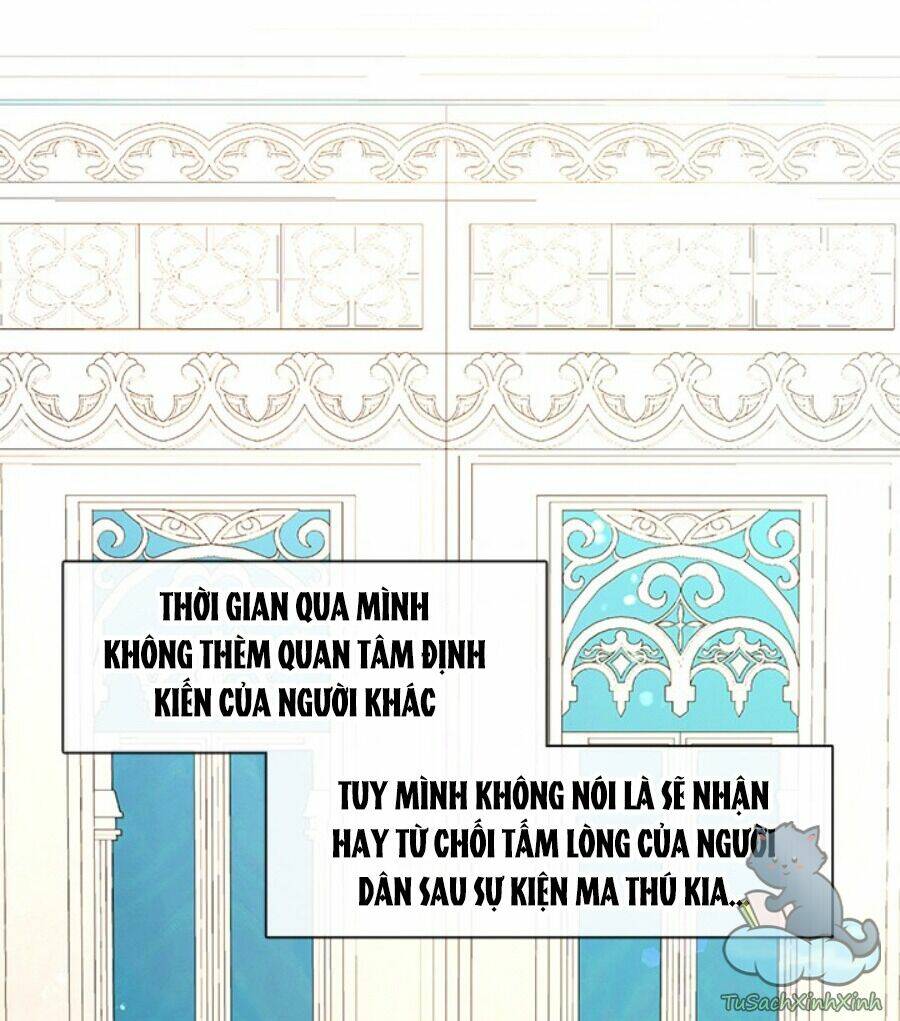 THỜI GIAN QUA MÌNH
KHÔNG THÈM QUAN TÂM ĐỊNH
KIẾN CỦA NGƯỜI KHÁC
TUY MÌNH KHÔNG NÓI LÀ SẼ NHẬN
HAY TỪ CHỐI TẤM LÒNG CỦA NGƯỜI
DÂN SAU SỰ KIỆN MA THÚ KIA...
TuSachXinhXinh